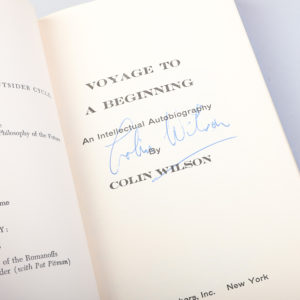 UTSIDER CYCLE
Philosophy of the Future
me
Y:
of the Romanoffs
der (with Pat Pitman)
VOYAGE TO
A BEGINNING
An Intellectual Autobiography
Colin Wilson
By
COLIN WILSON
ers, Inc. New York